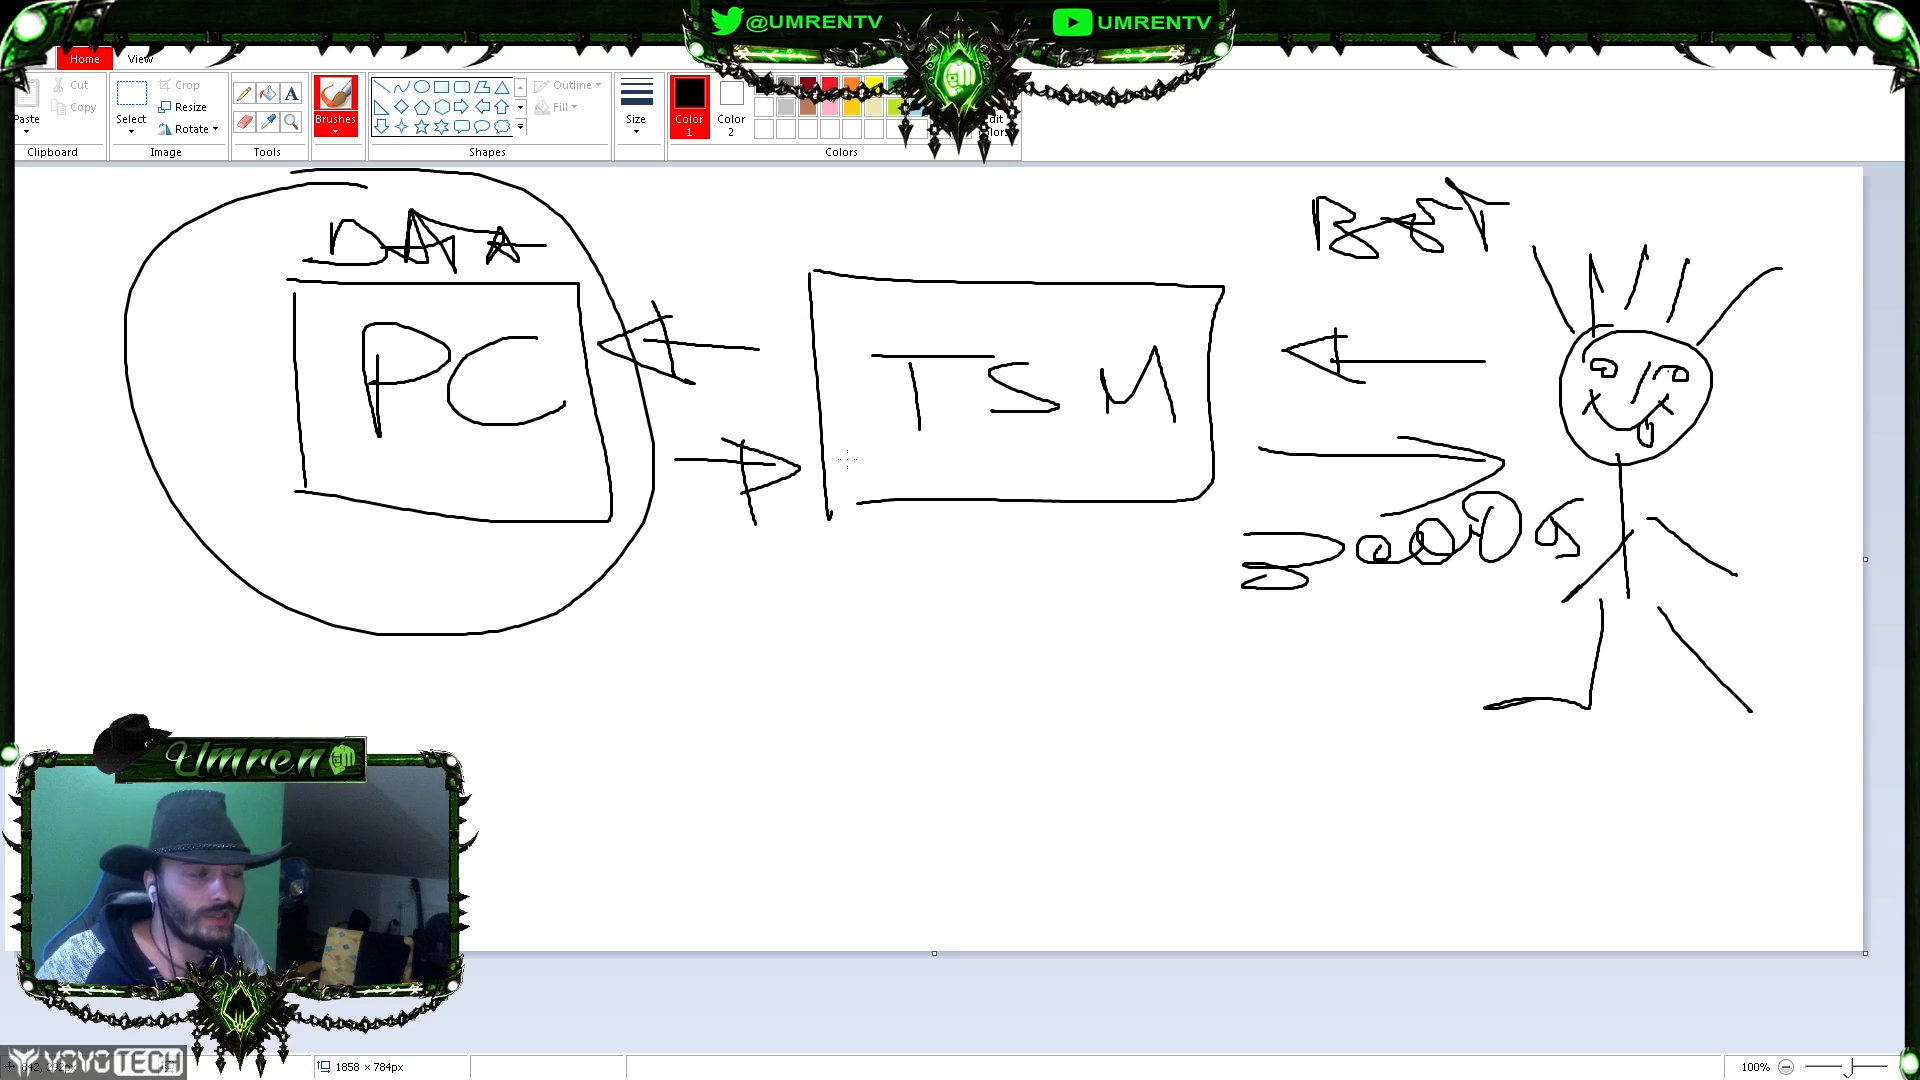 @UMRENTV UMRENTV
Home View
Paste
Cut
Copy
Clipboard
Select
Crop
Resize
Rotate
Image
Tools
Brushes
Shapes
Outline
Fill
Size
Color 1
Color 2
Colors
DATA
PC
TSM
Umren
YOYOTECH
1858 × 784px
100%